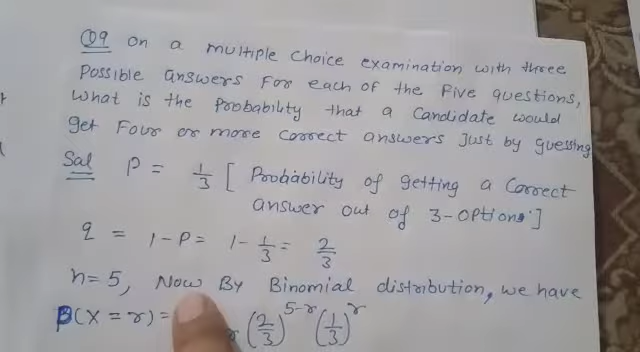 Q9 on a multiple choice examination with three
Possible answers For each of the Five questions,
What is the Probability that a candidate would
get Four or more correct answers Just by guessing
Sol P = 1/3 [ Probability of getting a Correct
answer out of 3-options ]
q = 1-P = 1- 1/3 = 2/3
n=5, Now By Binomial distribution, we have
P(X = r) = r (2/3)^5-r (1/3)^r